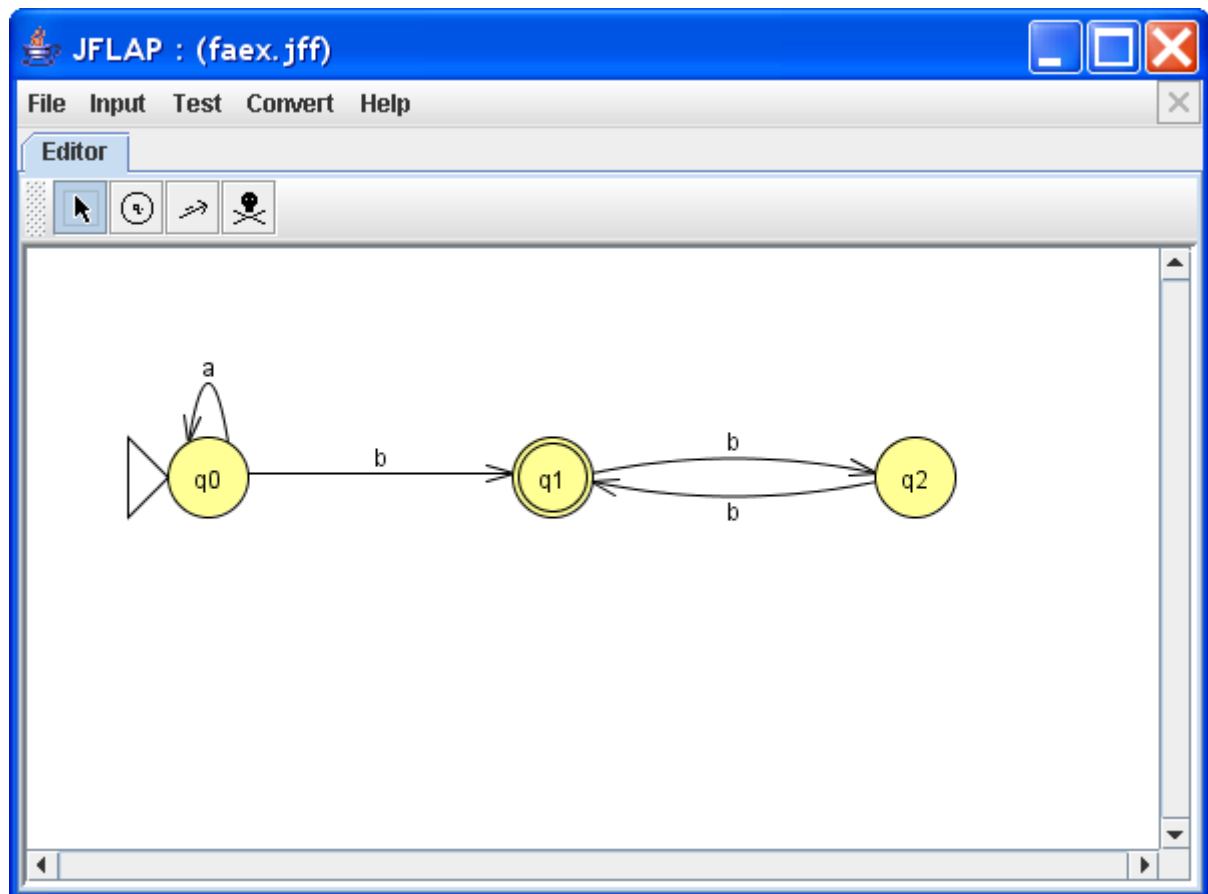 JFLAP : (faex.jff)
File Input Test Convert Help
Editor
q
a
b
b
q0 q1 q2
b